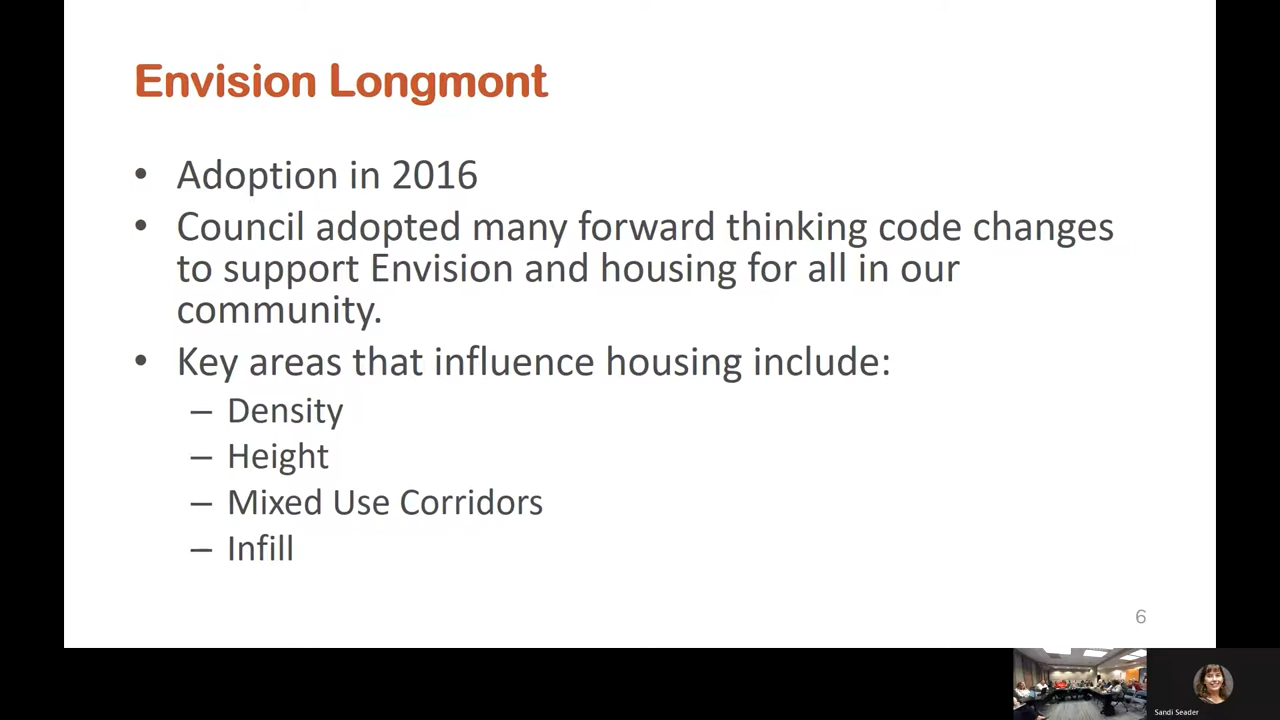 Envision Longmont
• Adoption in 2016
• Council adopted many forward thinking code changes
to support Envision and housing for all in our
community.
• Key areas that influence housing include:
– Density
– Height
– Mixed Use Corridors
– Infill
6
Sandi Seader